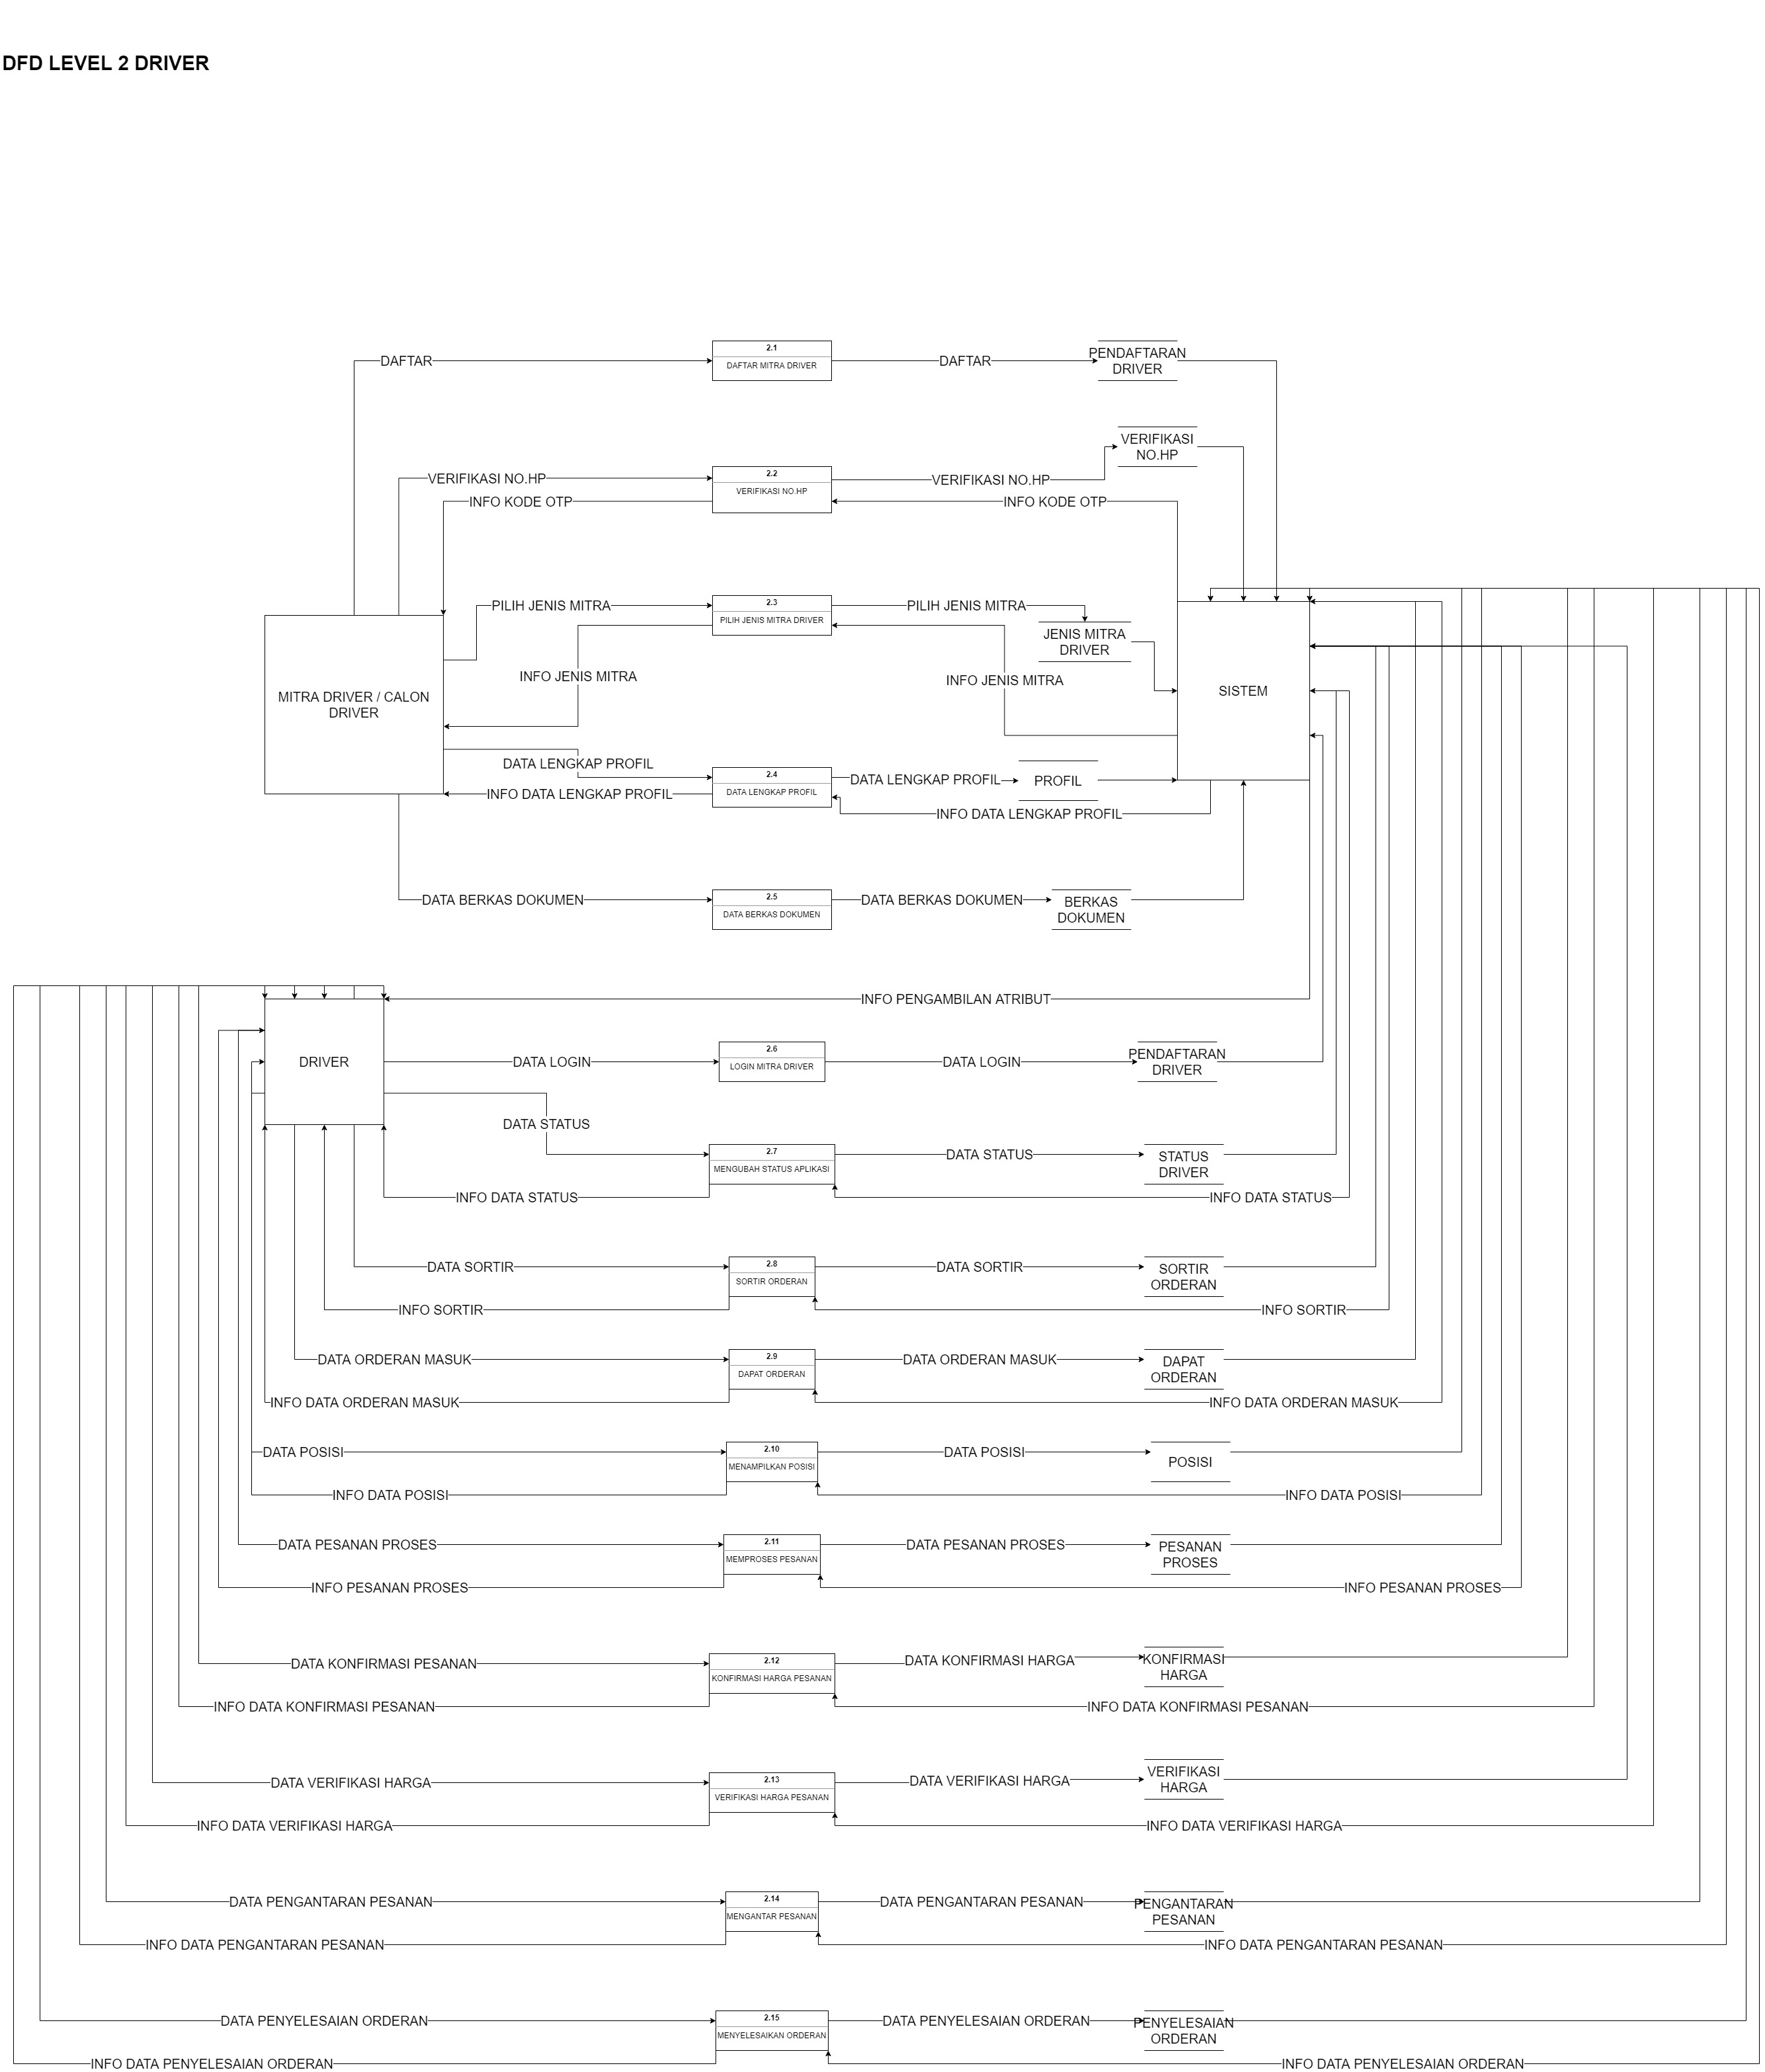 DFD LEVEL 2 DRIVER
DAFTAR
2.1
DAFTAR MITRA DRIVER
DAFTAR
PENDAFTARAN
DRIVER
VERIFIKASI
NO.HP
VERIFIKASI NO.HP
2.2
VERIFIKASI NO.HP
VERIFIKASI NO.HP
INFO KODE OTP
INFO KODE OTP
PILIH JENIS MITRA
2.3
PILIH JENIS MITRA DRIVER
PILIH JENIS MITRA
JENIS MITRA
DRIVER
INFO JENIS MITRA
INFO JENIS MITRA
MITRA DRIVER / CALON
DRIVER
SISTEM
DATA LENGKAP PROFIL
2.4
DATA LENGKAP PROFIL
DATA LENGKAP PROFIL
PROFIL
INFO DATA LENGKAP PROFIL
INFO DATA LENGKAP PROFIL
DATA BERKAS DOKUMEN
2.5
DATA BERKAS DOKUMEN
DATA BERKAS DOKUMEN
BERKAS
DOKUMEN
INFO PENGAMBILAN ATRIBUT
DRIVER
DATA LOGIN
2.6
LOGIN MITRA DRIVER
DATA LOGIN
PENDAFTARAN
DRIVER
DATA STATUS
2.7
MENGUBAH STATUS APLIKASI
DATA STATUS
STATUS
DRIVER
INFO DATA STATUS
INFO DATA STATUS
DATA SORTIR
2.8
SORTIR ORDERAN
DATA SORTIR
SORTIR
ORDERAN
INFO SORTIR
INFO SORTIR
DATA ORDERAN MASUK
2.9
DAPAT ORDERAN
DATA ORDERAN MASUK
DAPAT
ORDERAN
INFO DATA ORDERAN MASUK
INFO DATA ORDERAN MASUK
DATA POSISI
2.10
MENAMPILKAN POSISI
DATA POSISI
POSISI
INFO DATA POSISI
INFO DATA POSISI
DATA PESANAN PROSES
2.11
MEMPROSES PESANAN
DATA PESANAN PROSES
PESANAN
PROSES
INFO PESANAN PROSES
INFO PESANAN PROSES
DATA KONFIRMASI PESANAN
2.12
KONFIRMASI HARGA PESANAN
DATA KONFIRMASI HARGA
KONFIRMASI
HARGA
INFO DATA KONFIRMASI PESANAN
INFO DATA KONFIRMASI PESANAN
DATA VERIFIKASI HARGA
2.13
VERIFIKASI HARGA PESANAN
DATA VERIFIKASI HARGA
VERIFIKASI
HARGA
INFO DATA VERIFIKASI HARGA
INFO DATA VERIFIKASI HARGA
DATA PENGANTARAN PESANAN
2.14
MENGANTAR PESANAN
DATA PENGANTARAN PESANAN
PENGANTARAN
PESANAN
INFO DATA PENGANTARAN PESANAN
INFO DATA PENGANTARAN PESANAN
DATA PENYELESAIAN ORDERAN
2.15
MENYELESAIKAN ORDERAN
DATA PENYELESAIAN ORDERAN
PENYELESAIAN
ORDERAN
INFO DATA PENYELESAIAN ORDERAN
INFO DATA PENYELESAIAN ORDERAN